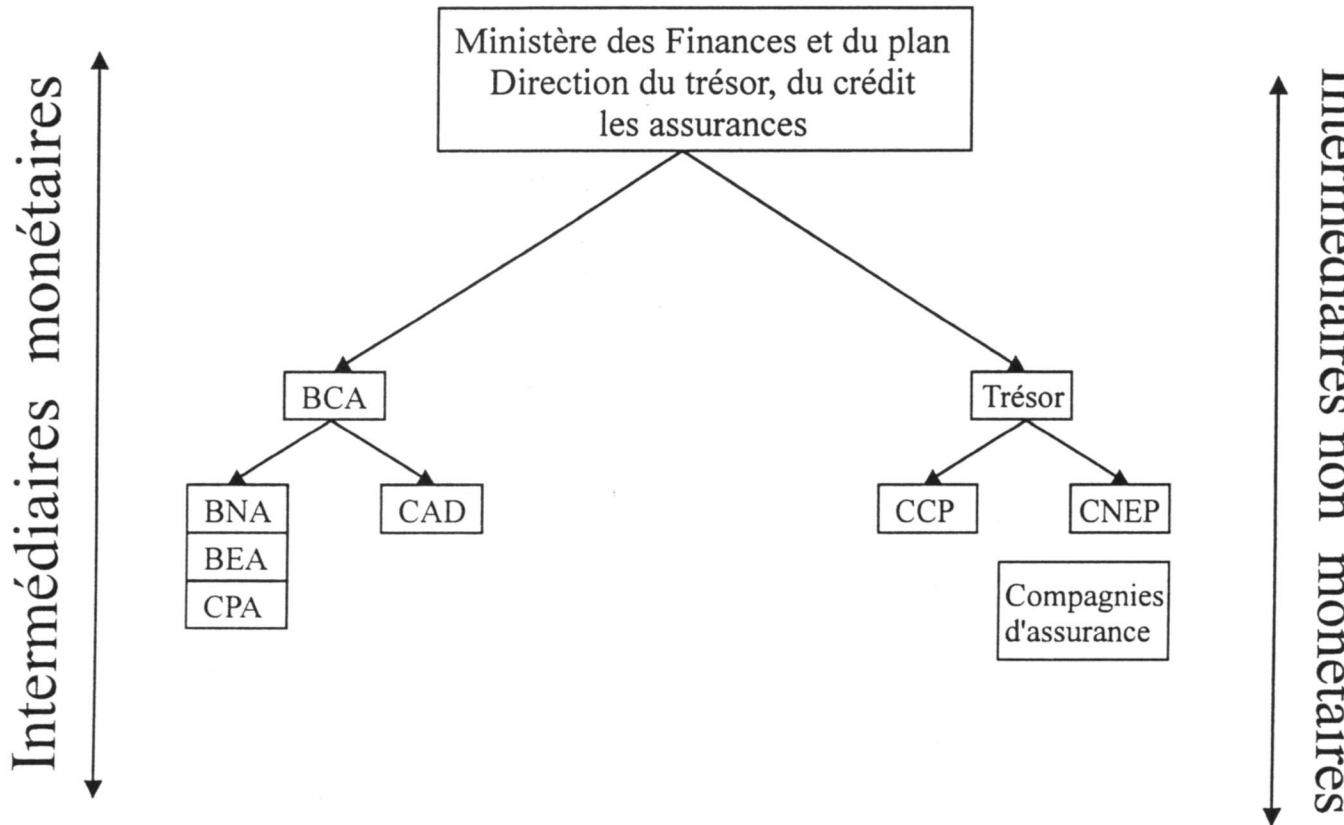 Ministère des Finances et du plan
Direction du trésor, du crédit
les assurances
Intermédiaires monétaires
Intermédiaires non monétaires
BCA
Trésor
BNA
CAD
CCP
CNEP
BEA
CPA
Compagnies
d'assurance